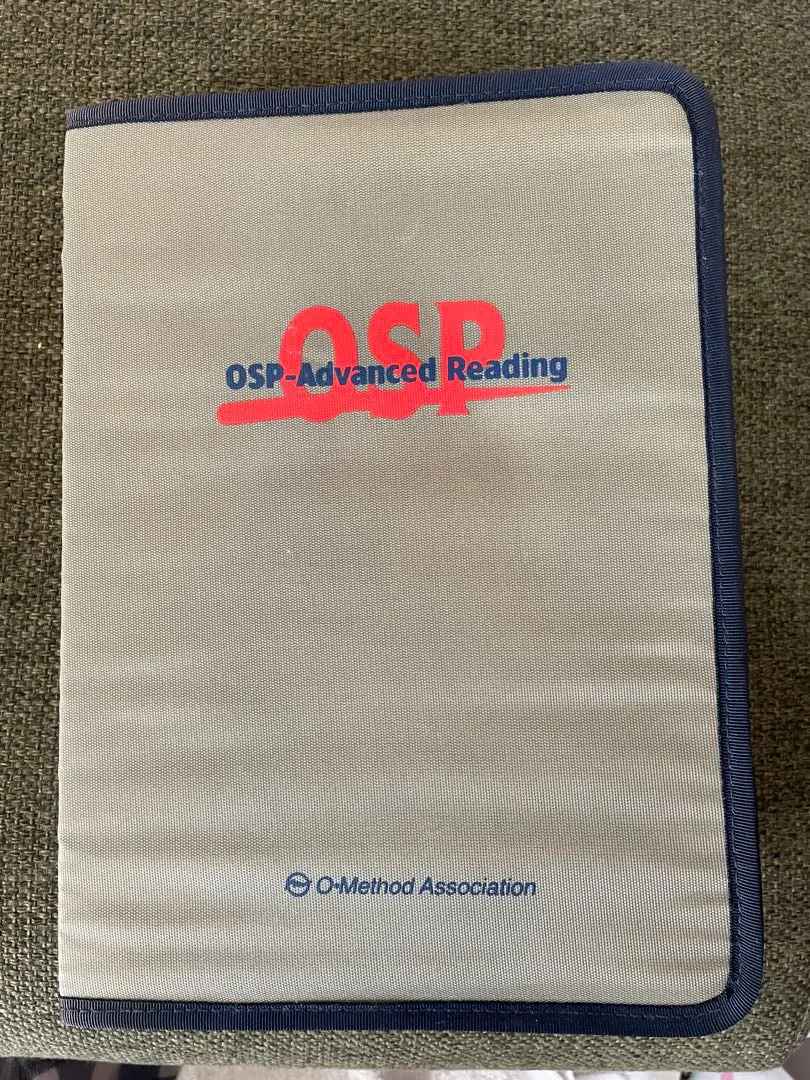 OSP
OSP-Advanced Reading
O-Method Association